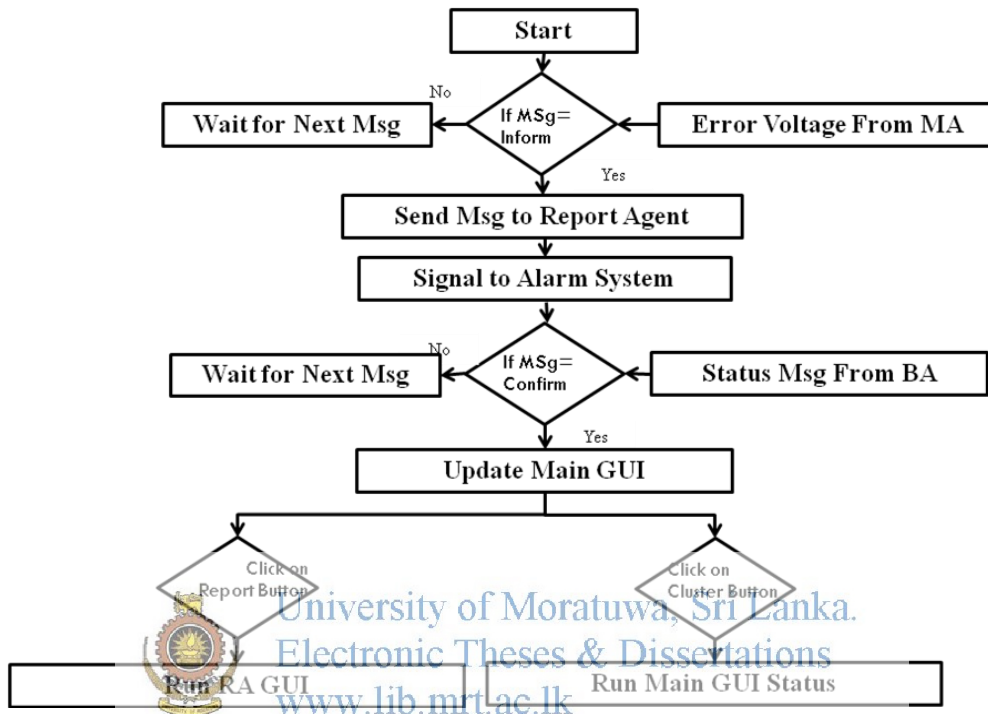 Start
No
If MSg=
Inform
Wait for Next Msg
Error Voltage From MA
Yes
Send Msg to Report Agent
Signal to Alarm System
No
If MSg=
Confirm
Wait for Next Msg
Status Msg From BA
Yes
Update Main GUI
Click on
Report Button
Click on
Cluster Button
University of Moratuwa, Sri Lanka.
Electronic Theses & Dissertations
www.lib.mrt.ac.lk
Run RA GUI
Run Main GUI Status